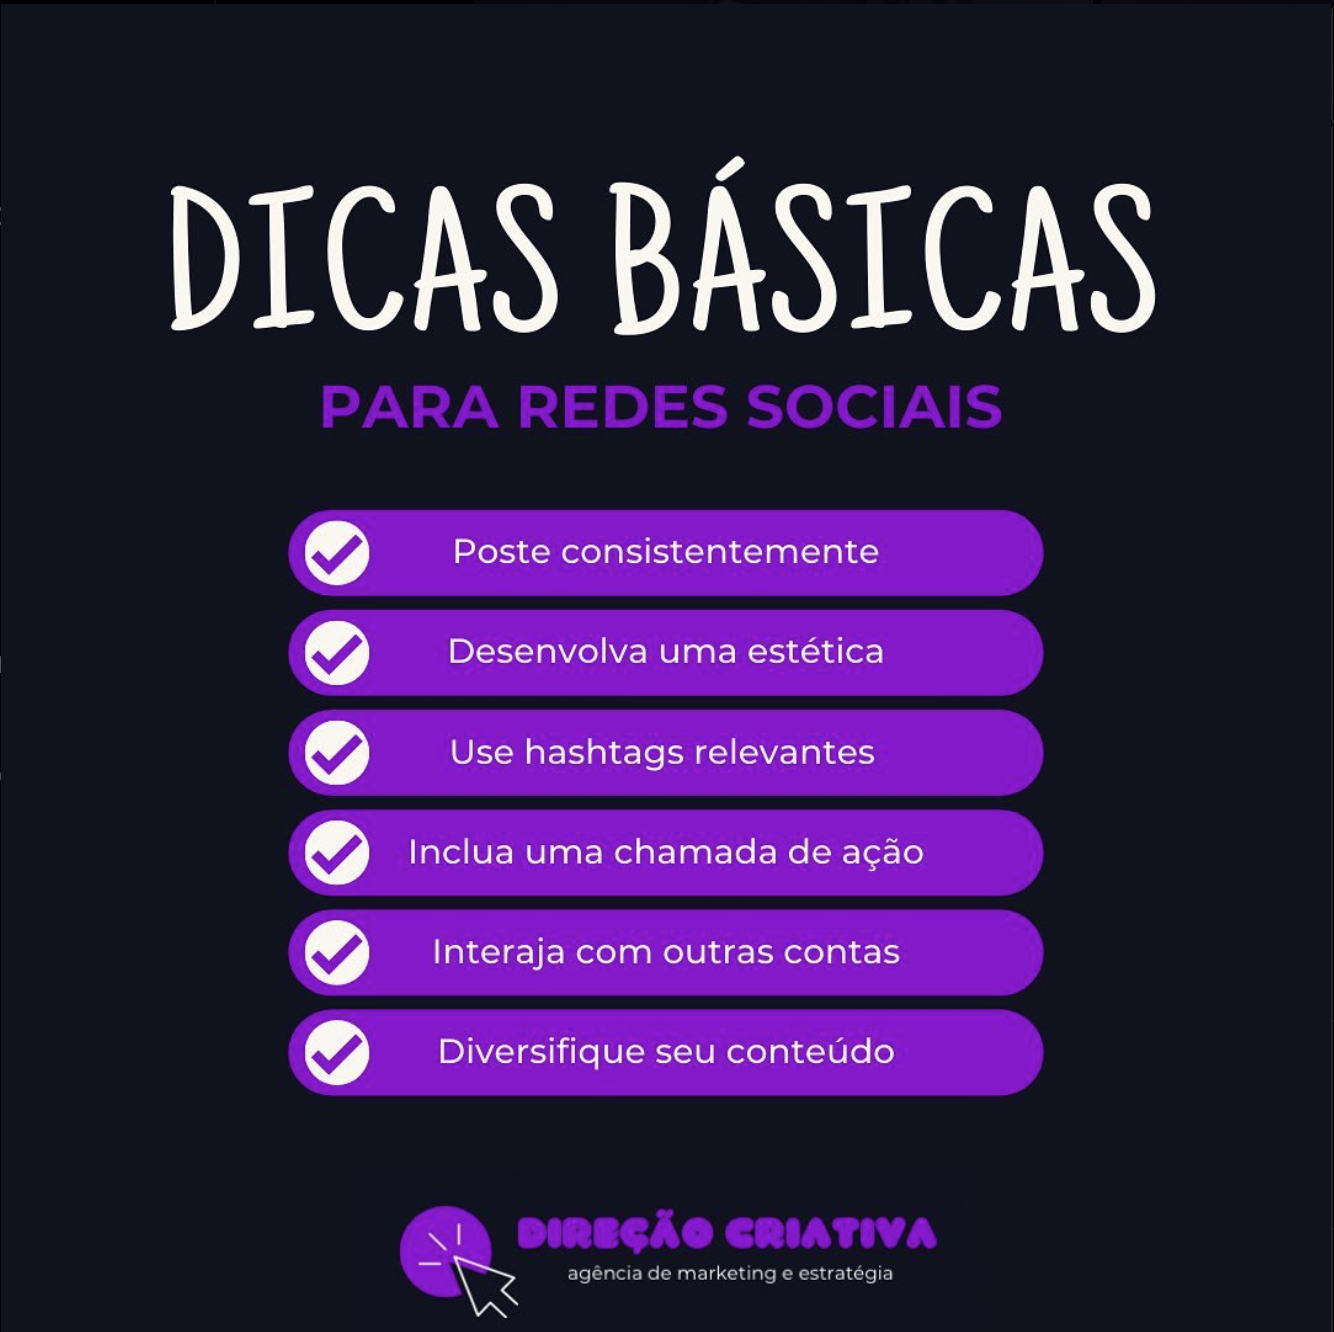 DICAS BÁSICAS
PARA REDES SOCIAIS
Poste consistentemente
Desenvolva uma estética
Use hashtags relevantes
Inclua uma chamada de ação
Interaja com outras contas
Diversifique seu conteúdo
DIREÇÃO CRIATIVA
agência de marketing e estratégia